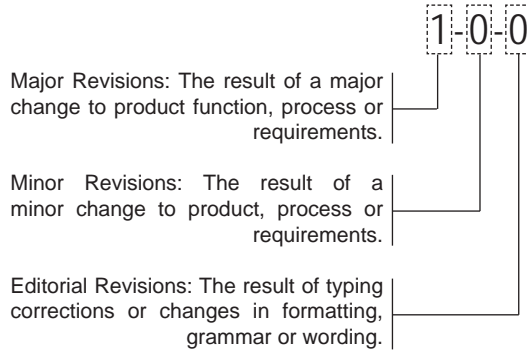 1-0-0
Major Revisions: The result of a major
change to product function, process or
requirements.
Minor Revisions: The result of a
minor change to product, process or
requirements.
Editorial Revisions: The result of typing
corrections or changes in formatting,
grammar or wording.